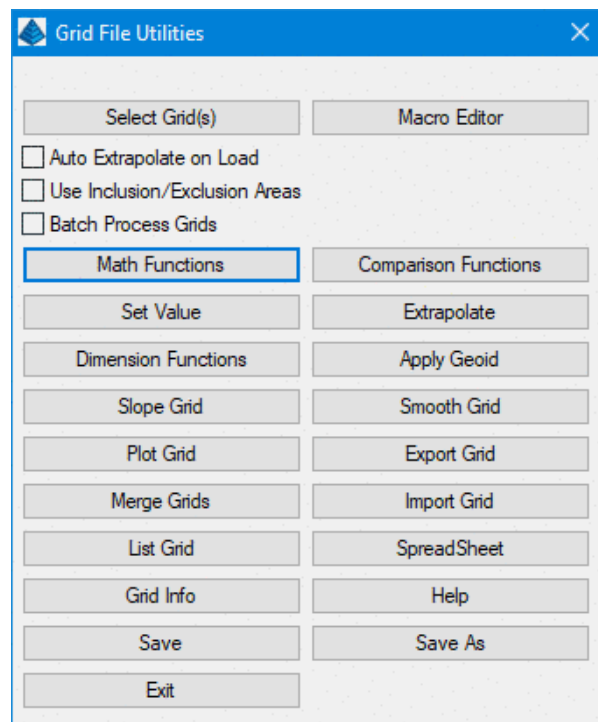 Grid File Utilities
Select Grid(s) Macro Editor
Auto Extrapolate on Load
Use Inclusion/Exclusion Areas
Batch Process Grids
Math Functions Comparison Functions
Set Value Extrapolate
Dimension Functions Apply Geoid
Slope Grid Smooth Grid
Plot Grid Export Grid
Merge Grids Import Grid
List Grid SpreadSheet
Grid Info Help
Save Save As
Exit